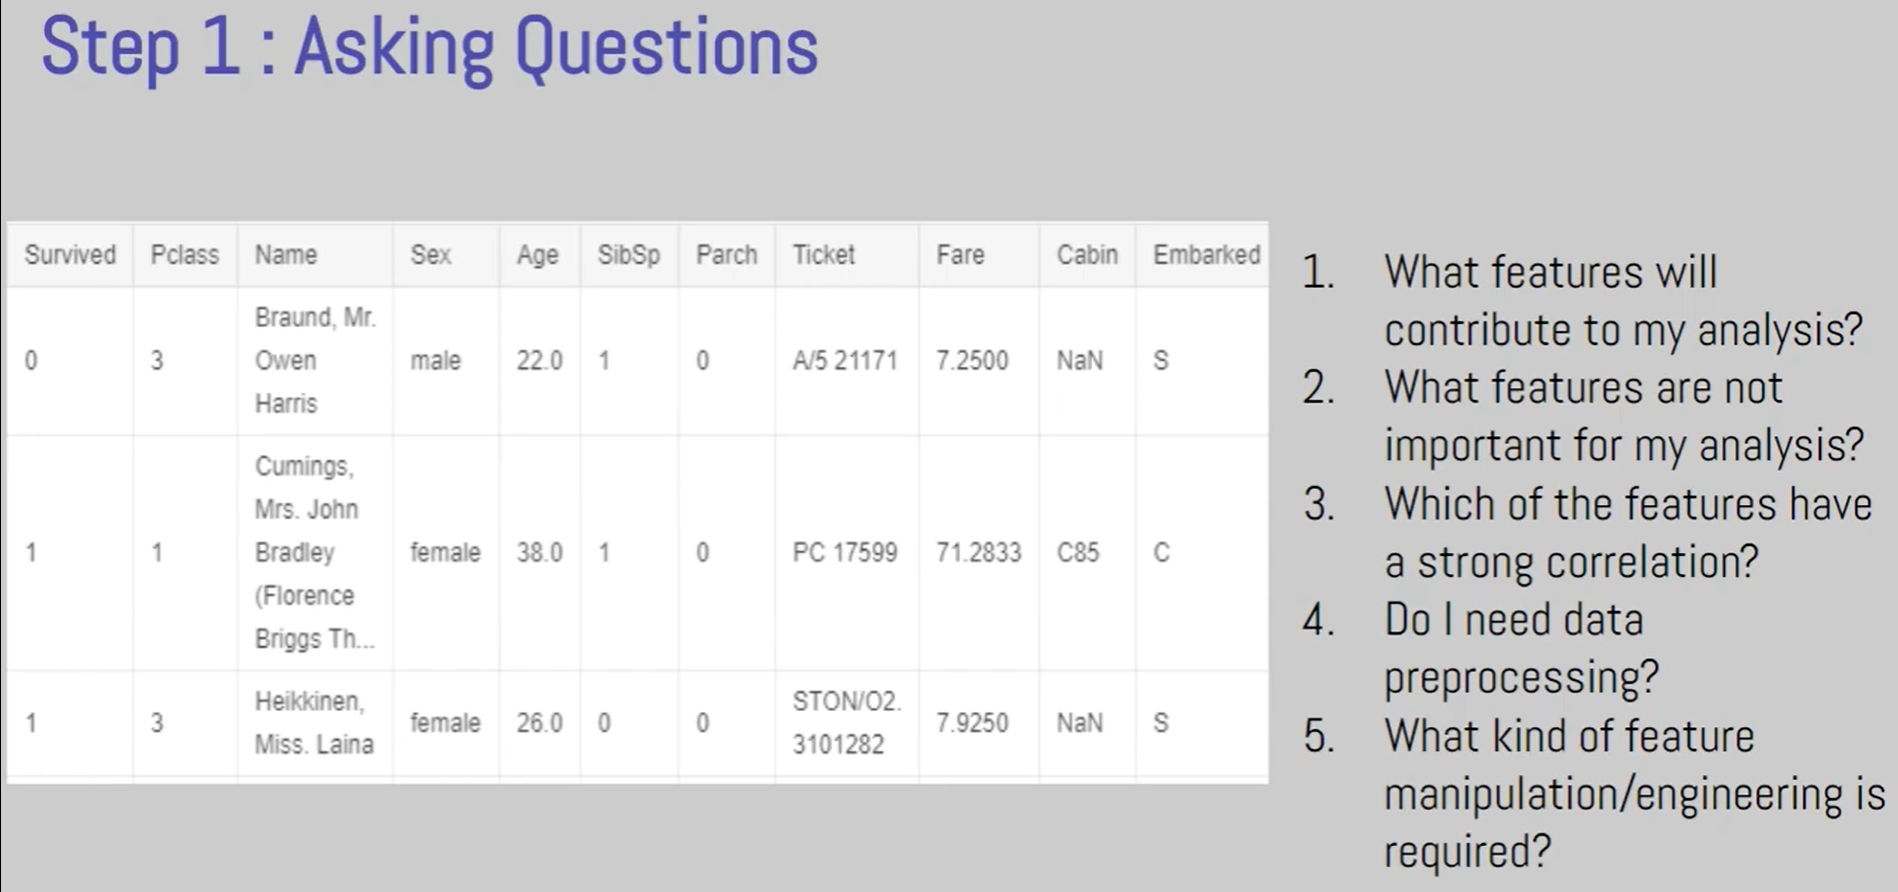 Step 1 : Asking Questions
Survived Pclass Name Sex Age SibSp Parch Ticket Fare Cabin Embarked
Braund, Mr.
0 3 Owen male 22.0 1 0 A/5 21171 7.2500 NaN S
Harris
Cumings,
Mrs. John
1 1 Bradley female 38.0 1 0 PC 17599 71.2833 C85 C
(Florence
Briggs Th...
Heikkinen, STON/O2.
1 3 female 26.0 0 0 7.9250 NaN S
Miss. Laina 3101282
1. What features will
contribute to my analysis?
2. What features are not
important for my analysis?
3. Which of the features have
a strong correlation?
4. Do I need data
preprocessing?
5. What kind of feature
manipulation/engineering is
required?